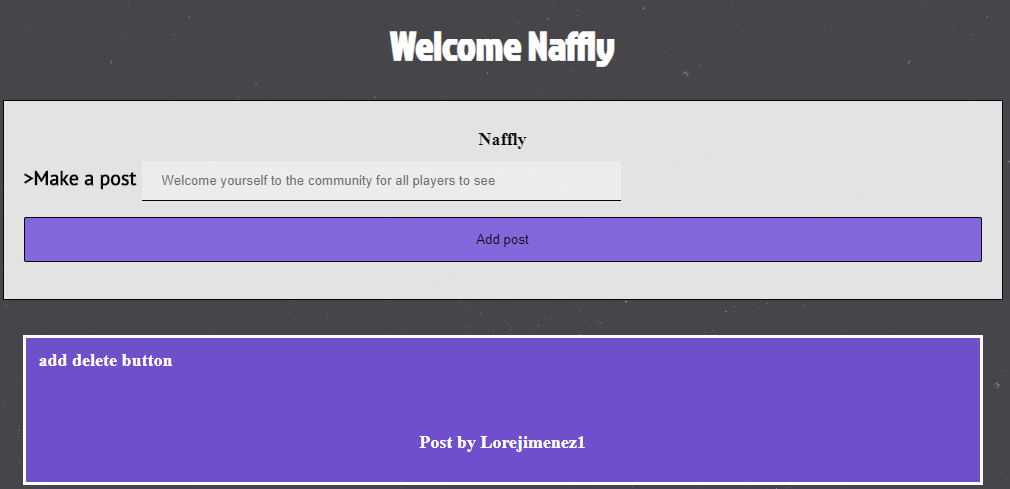 Welcome Naffly
Naffly
>Make a post Welcome yourself to the community for all players to see
Add post
add delete button
Post by Lorejimenez1